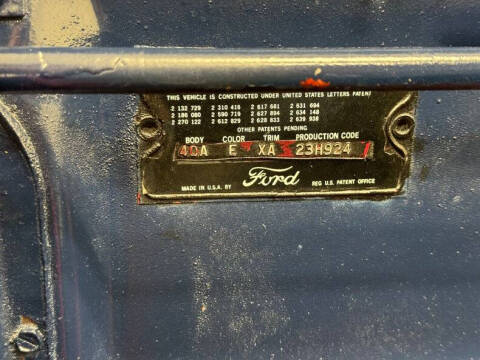 THIS VEHICLE IS CONSTRUCTED UNDER UNITED STATES LETTERS PATENT
2 132 729 2 310 416 2 617 681 2 631 694
2 186 080 2 590 719 2 627 894 2 634 148
2 270 122 2 612 829 2 628 833 2 639 938
OTHER PATENTS PENDING
BODY COLOR TRIM PRODUCTION CODE
40A E XA 23H924
MADE IN U.S.A. BY Ford REG U.S. PATENT OFFICE